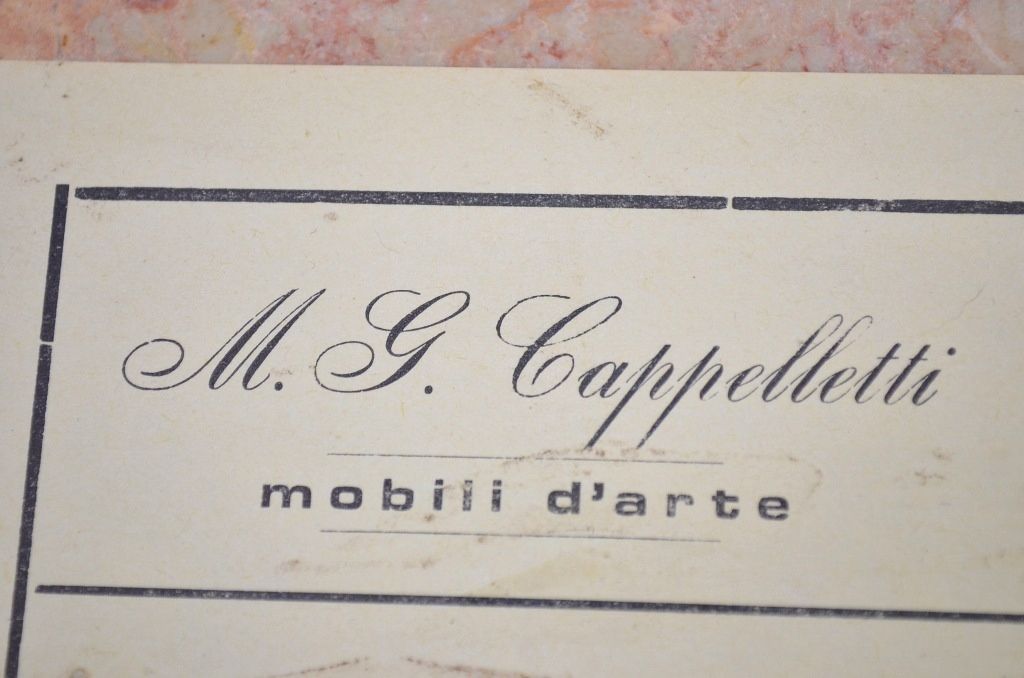 M. G. Cappelletti
mobili d'arte